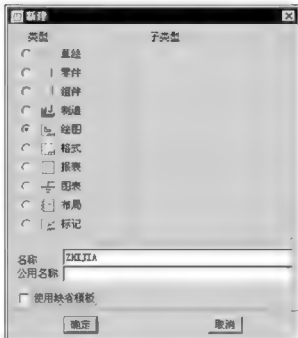 新建
类型 子类型
草绘
零件
组件
制造
绘图
格式
报表
图表
布局
标记
名称 ZHIJIA
公用名称
使用缺省模板
确定 取消